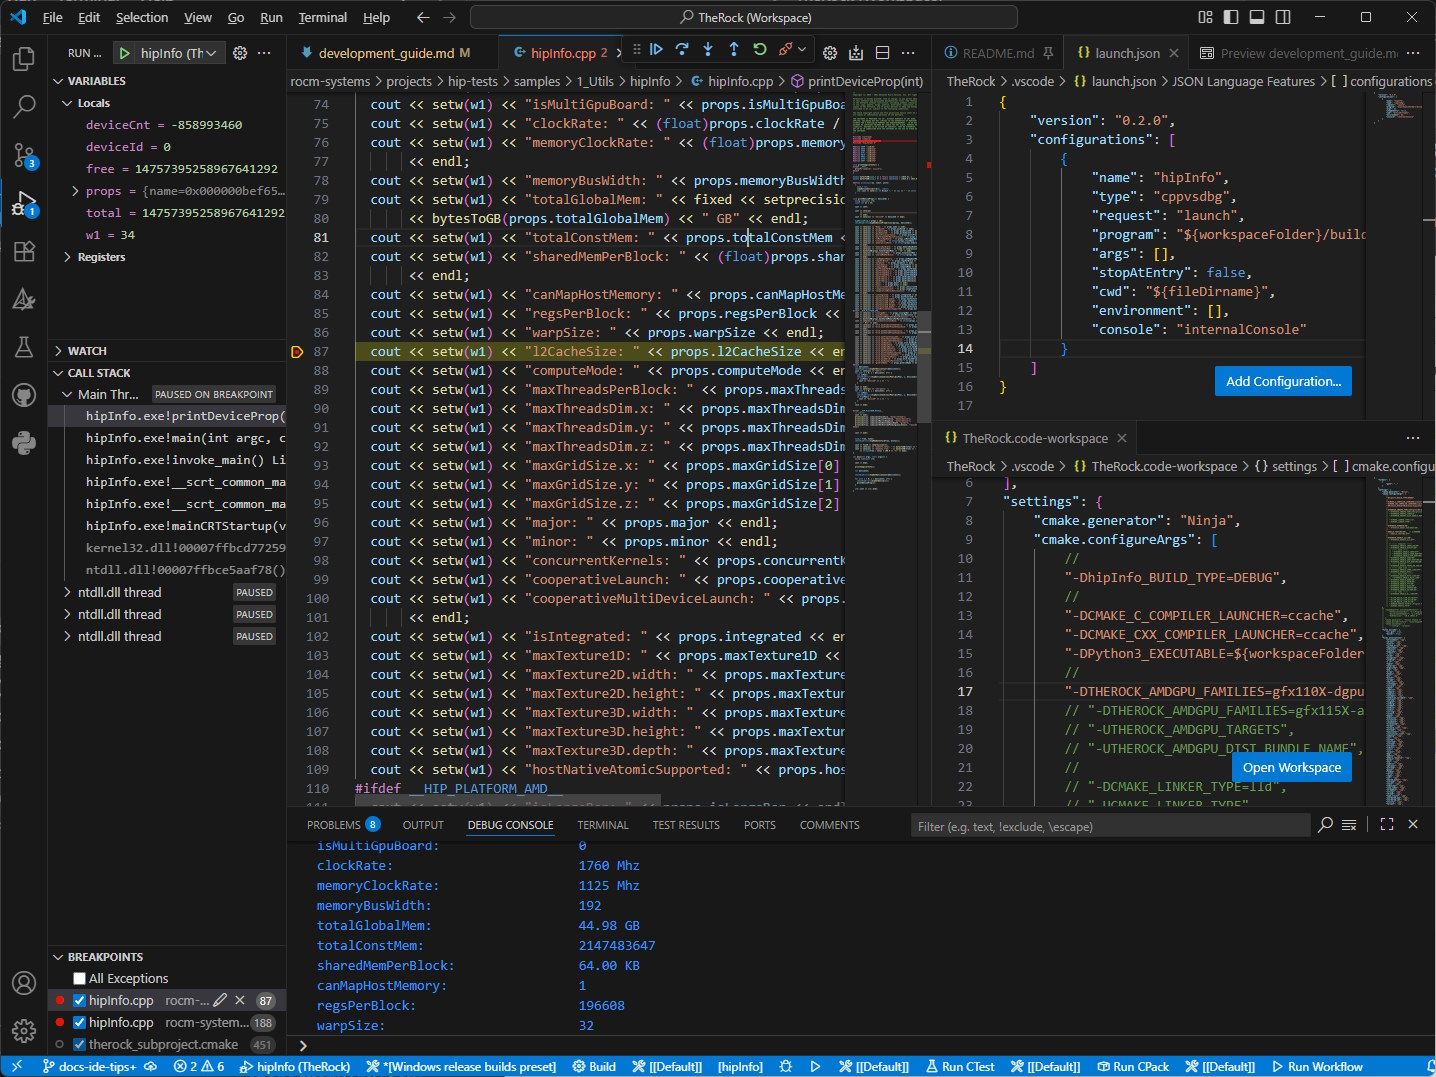 File Edit Selection View Go Run Terminal Help
TheRock (Workspace)
RUN ...
hipInfo (Th
VARIABLES
Locals
deviceCnt = -858993460
deviceId = 0
free = 14757395258967641292
props = {name=0x000000bef65...
total = 14757395258967641292
w1 = 34
Registers
WATCH
CALL STACK
Main Thr... PAUSED ON BREAKPOINT
hipInfo.exe!printDeviceProp(
hipInfo.exe!main(int argc, c
hipInfo.exe!invoke_main() Li
hipInfo.exe!__scrt_common_ma
hipInfo.exe!__scrt_common_ma
hipInfo.exe!mainCRTStartup(v
kernel32.dll!00007ffbcd77259
ntdll.dll!00007ffbce5aaf78()
ntdll.dll thread PAUSED
ntdll.dll thread PAUSED
ntdll.dll thread PAUSED
BREAKPOINTS
All Exceptions
hipInfo.cpp rocm-... 87
hipInfo.cpp rocm-system... 188
therock_subproject.cmake 451
development_guide.md M
hipInfo.cpp 2
rocm-systems > projects > hip-tests > samples > 1_Utils > hipInfo > hipInfo.cpp > printDeviceProp(int)
74 cout << setw(w1) << "isMultiGpuBoard: " << props.isMultiGpuBoa
75 cout << setw(w1) << "clockRate: " << (float)props.clockRate /
76 cout << setw(w1) << "memoryClockRate: " << (float)props.memory
77 << endl;
78 cout << setw(w1) << "memoryBusWidth: " << props.memoryBusWidth
79 cout << setw(w1) << "totalGlobalMem: " << fixed << setprecisio
80 << bytesToGB(props.totalGlobalMem) << " GB" << endl;
81 cout << setw(w1) << "totalConstMem: " << props.totalConstMem <
82 cout << setw(w1) << "sharedMemPerBlock: " << (float)props.shar
83 << endl;
84 cout << setw(w1) << "canMapHostMemory: " << props.canMapHostMe
85 cout << setw(w1) << "regsPerBlock: " << props.regsPerBlock <<
86 cout << setw(w1) << "warpSize: " << props.warpSize << endl;
87 cout << setw(w1) << "l2CacheSize: " << props.l2CacheSize << en
88 cout << setw(w1) << "computeMode: " << props.computeMode << en
89 cout << setw(w1) << "maxThreadsPerBlock: " << props.maxThreads
90 cout << setw(w1) << "maxThreadsDim.x: " << props.maxThreadsDim
91 cout << setw(w1) << "maxThreadsDim.y: " << props.maxThreadsDim
92 cout << setw(w1) << "maxThreadsDim.z: " << props.maxThreadsDim
93 cout << setw(w1) << "maxGridSize.x: " << props.maxGridSize[0]
94 cout << setw(w1) << "maxGridSize.y: " << props.maxGridSize[1]
95 cout << setw(w1) << "maxGridSize.z: " << props.maxGridSize[2]
96 cout << setw(w1) << "major: " << props.major << endl;
97 cout << setw(w1) << "minor: " << props.minor << endl;
98 cout << setw(w1) << "concurrentKernels: " << props.concurrentK
99 cout << setw(w1) << "cooperativeLaunch: " << props.cooperative
100 cout << setw(w1) << "cooperativeMultiDeviceLaunch: " << props.
101 << endl;
102 cout << setw(w1) << "isIntegrated: " << props.integrated << en
103 cout << setw(w1) << "maxTexture1D: " << props.maxTexture1D <<
104 cout << setw(w1) << "maxTexture2D.width: " << props.maxTexture
105 cout << setw(w1) << "maxTexture2D.height: " << props.maxTextur
106 cout << setw(w1) << "maxTexture3D.width: " << props.maxTexture
107 cout << setw(w1) << "maxTexture3D.height: " << props.maxTextur
108 cout << setw(w1) << "maxTexture3D.depth: " << props.maxTexture
109 cout << setw(w1) << "hostNativeAtomicSupported: " << props.hos
110 #ifdef __HIP_PLATFORM_AMD__
README.md
launch.json
Preview development_guide.m
TheRock > .vscode > launch.json > JSON Language Features > [ ] configurations
1 {
2 "version": "0.2.0",
3 "configurations": [
4 {
5 "name": "hipInfo",
6 "type": "cppvsdbg",
7 "request": "launch",
8 "program": "${workspaceFolder}/build
9 "args": [],
10 "stopAtEntry": false,
11 "cwd": "${fileDirname}",
12 "environment": [],
13 "console": "internalConsole"
14 }
15 ]
16 }
17
Add Configuration...
TheRock.code-workspace
TheRock > .vscode > TheRock.code-workspace > {} settings > [ ] cmake.configu
6 ],
7 "settings": {
8 "cmake.generator": "Ninja",
9 "cmake.configureArgs": [
10 //
11 "-DhipInfo_BUILD_TYPE=DEBUG",
12 //
13 "-DCMAKE_C_COMPILER_LAUNCHER=ccache",
14 "-DCMAKE_CXX_COMPILER_LAUNCHER=ccache",
15 "-DPython3_EXECUTABLE=${workspaceFolder
16 //
17 "-DTHEROCK_AMDGPU_FAMILIES=gfx110X-dgpu
18 // "-DTHEROCK_AMDGPU_FAMILIES=gfx115X-a
19 // "-UTHEROCK_AMDGPU_TARGETS",
20 // "-UTHEROCK_AMDGPU_DIST_BUNDLE_NAME",
21 //
22 // "-DCMAKE_LINKER_TYPE=lld",
23 // "-UCMAKE_LINKER_TYPE"
Open Workspace
PROBLEMS 8 OUTPUT DEBUG CONSOLE TERMINAL TEST RESULTS PORTS COMMENTS
Filter (e.g. text, !exclude, \escape)
isMultiGpuBoard: 0
clockRate: 1760 Mhz
memoryClockRate: 1125 Mhz
memoryBusWidth: 192
totalGlobalMem: 44.98 GB
totalConstMem: 2147483647
sharedMemPerBlock: 64.00 KB
canMapHostMemory: 1
regsPerBlock: 196608
warpSize: 32
docs-ide-tips+ 2 6 hipInfo (TheRock) *[Windows release builds preset] Build [[Default]] [hipInfo] [[Default]] Run CTest [[Default]] Run CPack [[Default]] Run Workflow